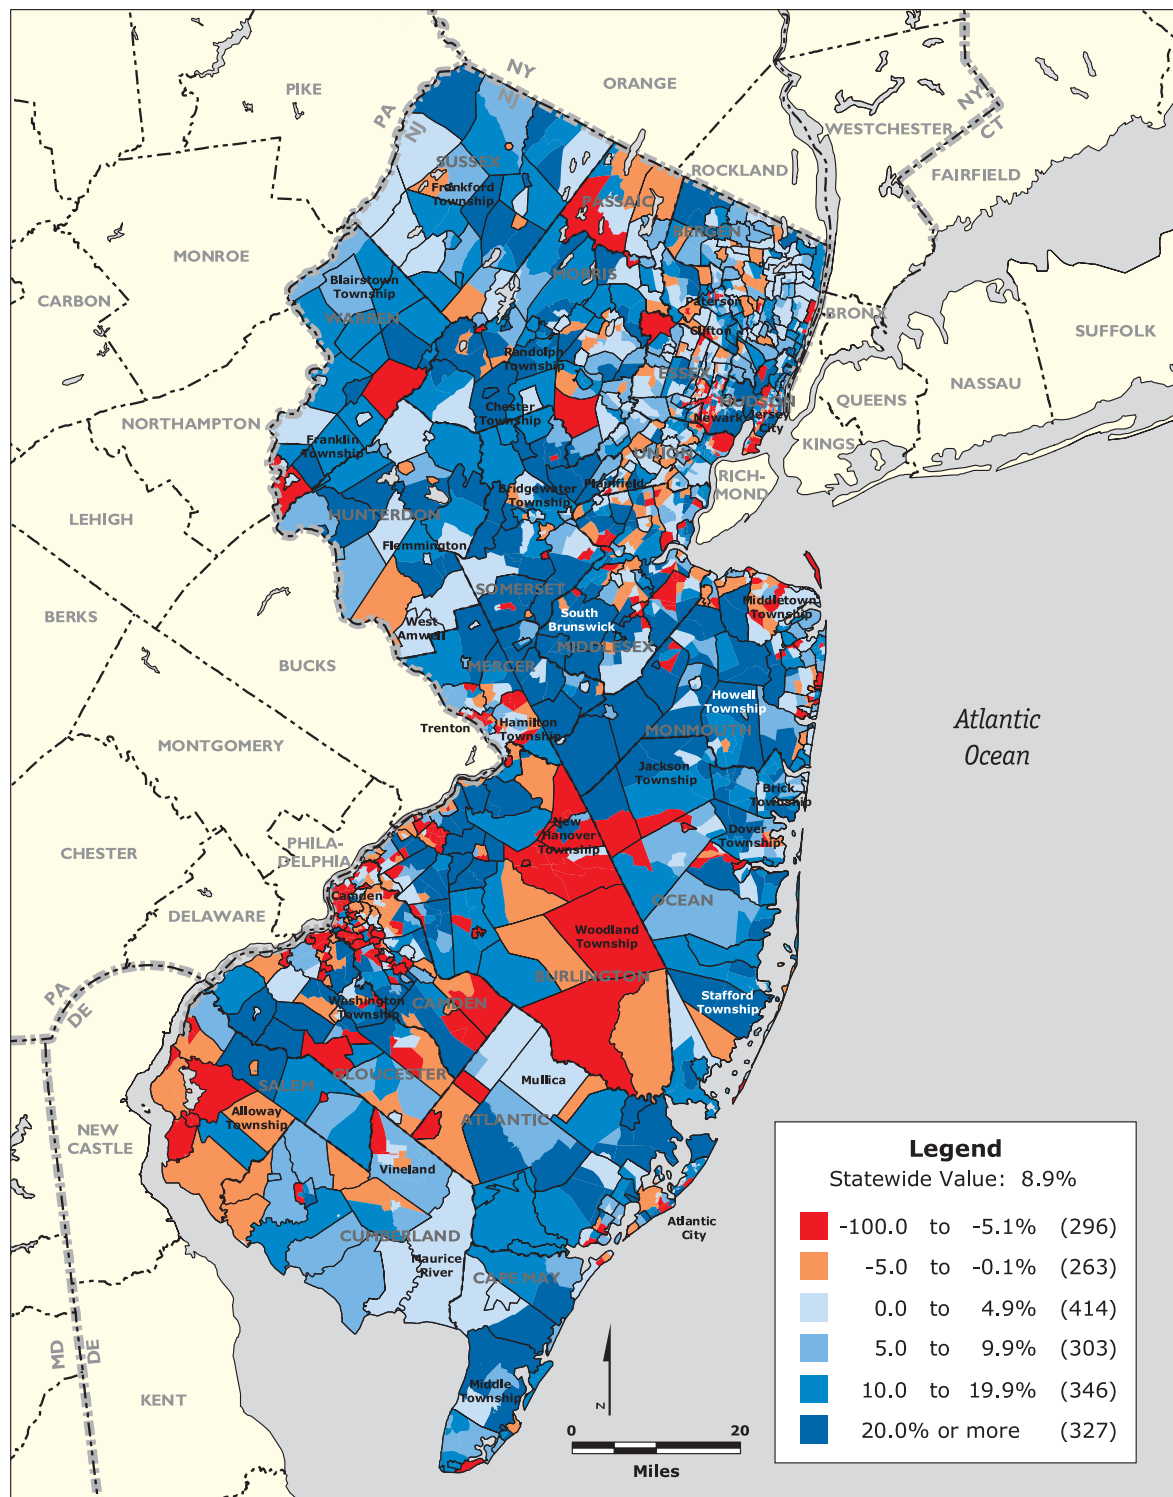 NY
NJ
ORANGE
PIKE
PA
NJ
NY
CT
WESTCHESTER
FAIRFIELD
ROCKLAND
SUSSEX
Frankford
Township
PASSAIC
BERGEN
MONROE
MORRIS
Blairstown
Township
WARREN
CARBON
Paterson
Clifton
BRONX
SUFFOLK
Randolph
Township
ESSEX
NASSAU
HUDSON
QUEENS
Chester
Township
Newark
Jersey
City
NORTHAMPTON
Franklin
Township
UNION
KINGS
RICH-
MOND
Bridgewater
Township
Plainfield
LEHIGH
HUNTERDON
Flemmington
SOMERSET
Middletown
Township
BERKS
West
Amwell
South
Brunswick
MIDDLESEX
BUCKS
MERCER
Howell
Township
Trenton
Hamilton
Township
MONMOUTH
Atlantic
Ocean
MONTGOMERY
Jackson
Township
Brick
Township
New
Hanover
Township
Dover
Township
CHESTER
PHILA-
DELPHIA
Camden
DELAWARE
OCEAN
Woodland
Township
BURLINGTON
PA
DE
Washington
Township
CAMDEN
Stafford
Township
SALEM
GLOUCESTER
Mullica
Alloway
Township
ATLANTIC
NEW
CASTLE
Vineland
Atlantic
City
CUMBERLAND
Maurice
River
CAPE MAY
MD
DE
KENT
Middle
Township
N
0
20
Miles
Legend
Statewide Value: 8.9%
-100.0 to -5.1% (296)
-5.0 to -0.1% (263)
0.0 to 4.9% (414)
5.0 to 9.9% (303)
10.0 to 19.9% (346)
20.0% or more (327)